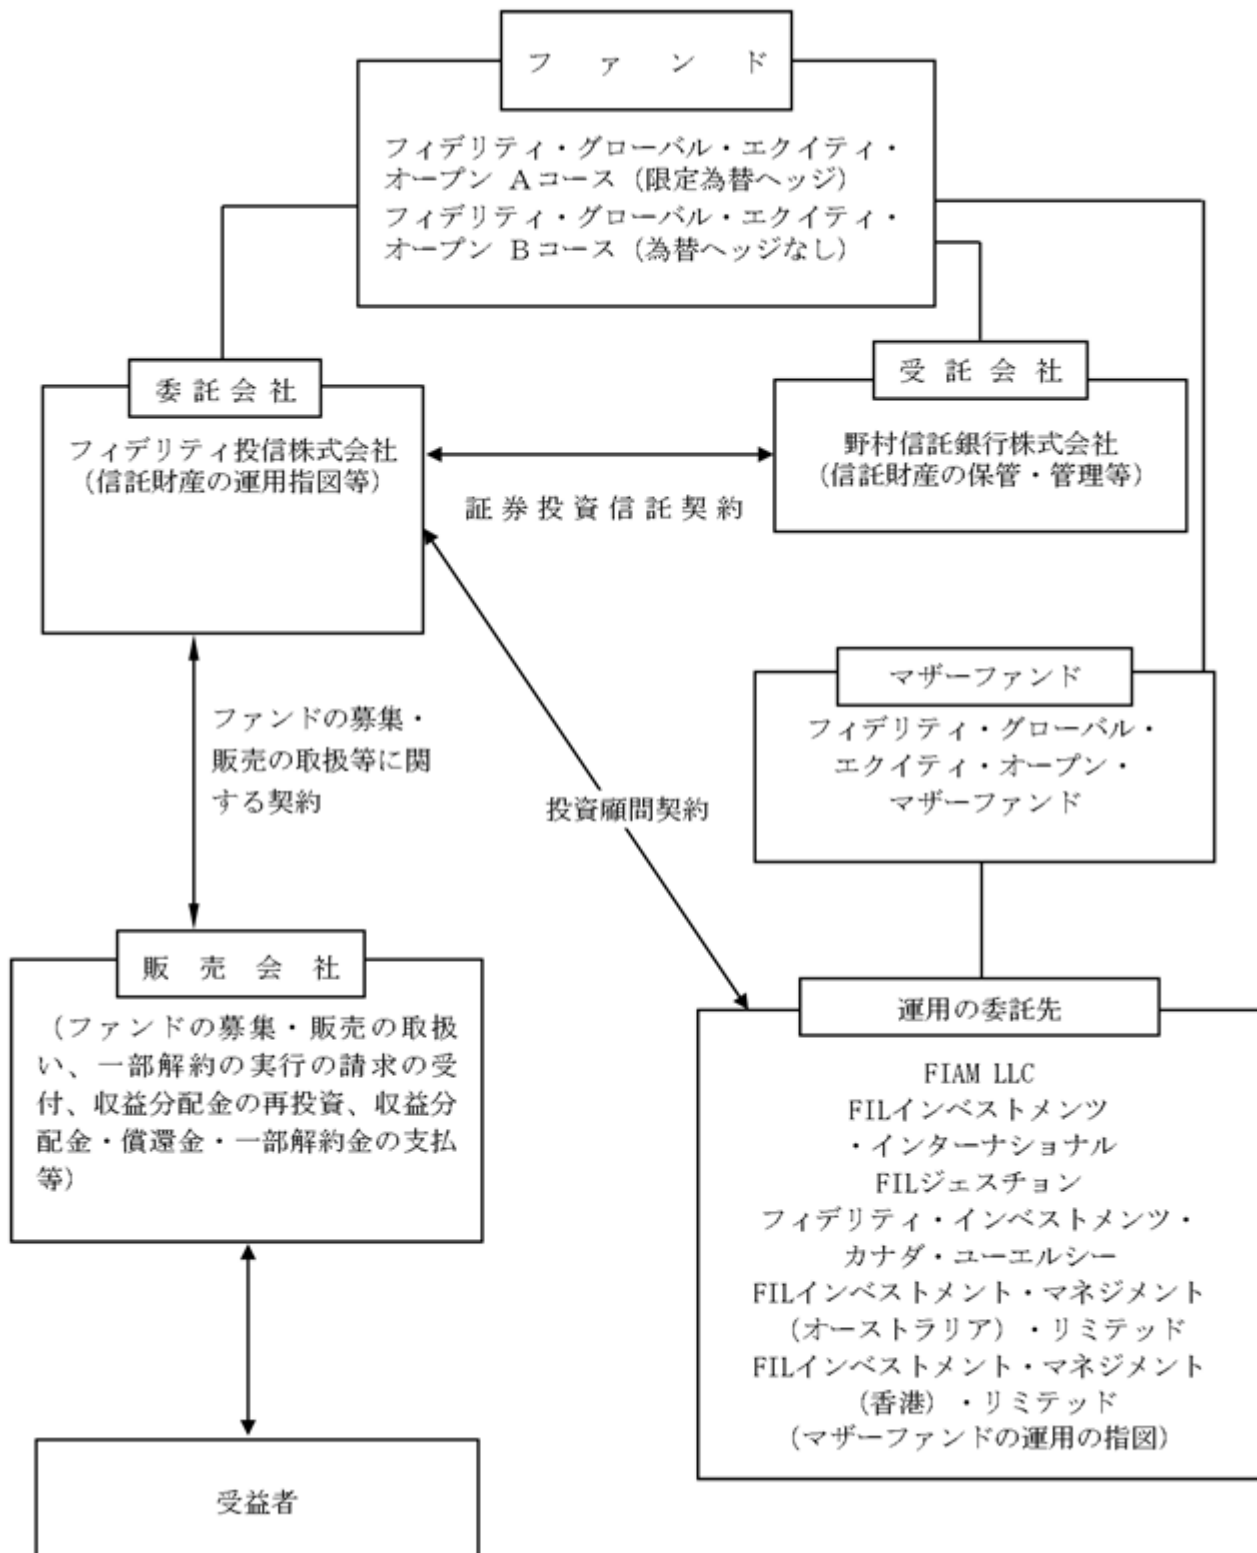 ファンド
フィデリティ・グローバル・エクイティ・
オープン Aコース（限定為替ヘッジ）
フィデリティ・グローバル・エクイティ・
オープン Bコース（為替ヘッジなし）
委託会社
フィデリティ投信株式会社
（信託財産の運用指図等）
受託会社
野村信託銀行株式会社
（信託財産の保管・管理等）
証券投資信託契約
マザーファンド
フィデリティ・グローバル・
エクイティ・オープン・
マザーファンド
ファンドの募集・
販売の取扱等に関
する契約
投資顧問契約
販売会社
（ファンドの募集・販売の取扱
い、一部解約の実行の請求の受
付、収益分配金の再投資、収益分
配金・償還金・一部解約金の支払
等）
運用の委託先
FIAM LLC
FILインベストメンツ
・インターナショナル
FILジェスチョン
フィデリティ・インベストメンツ・
カナダ・ユーエルシー
FILインベストメント・マネジメント
（オーストラリア）・リミテッド
FILインベストメント・マネジメント
（香港）・リミテッド
（マザーファンドの運用の指図）
受益者